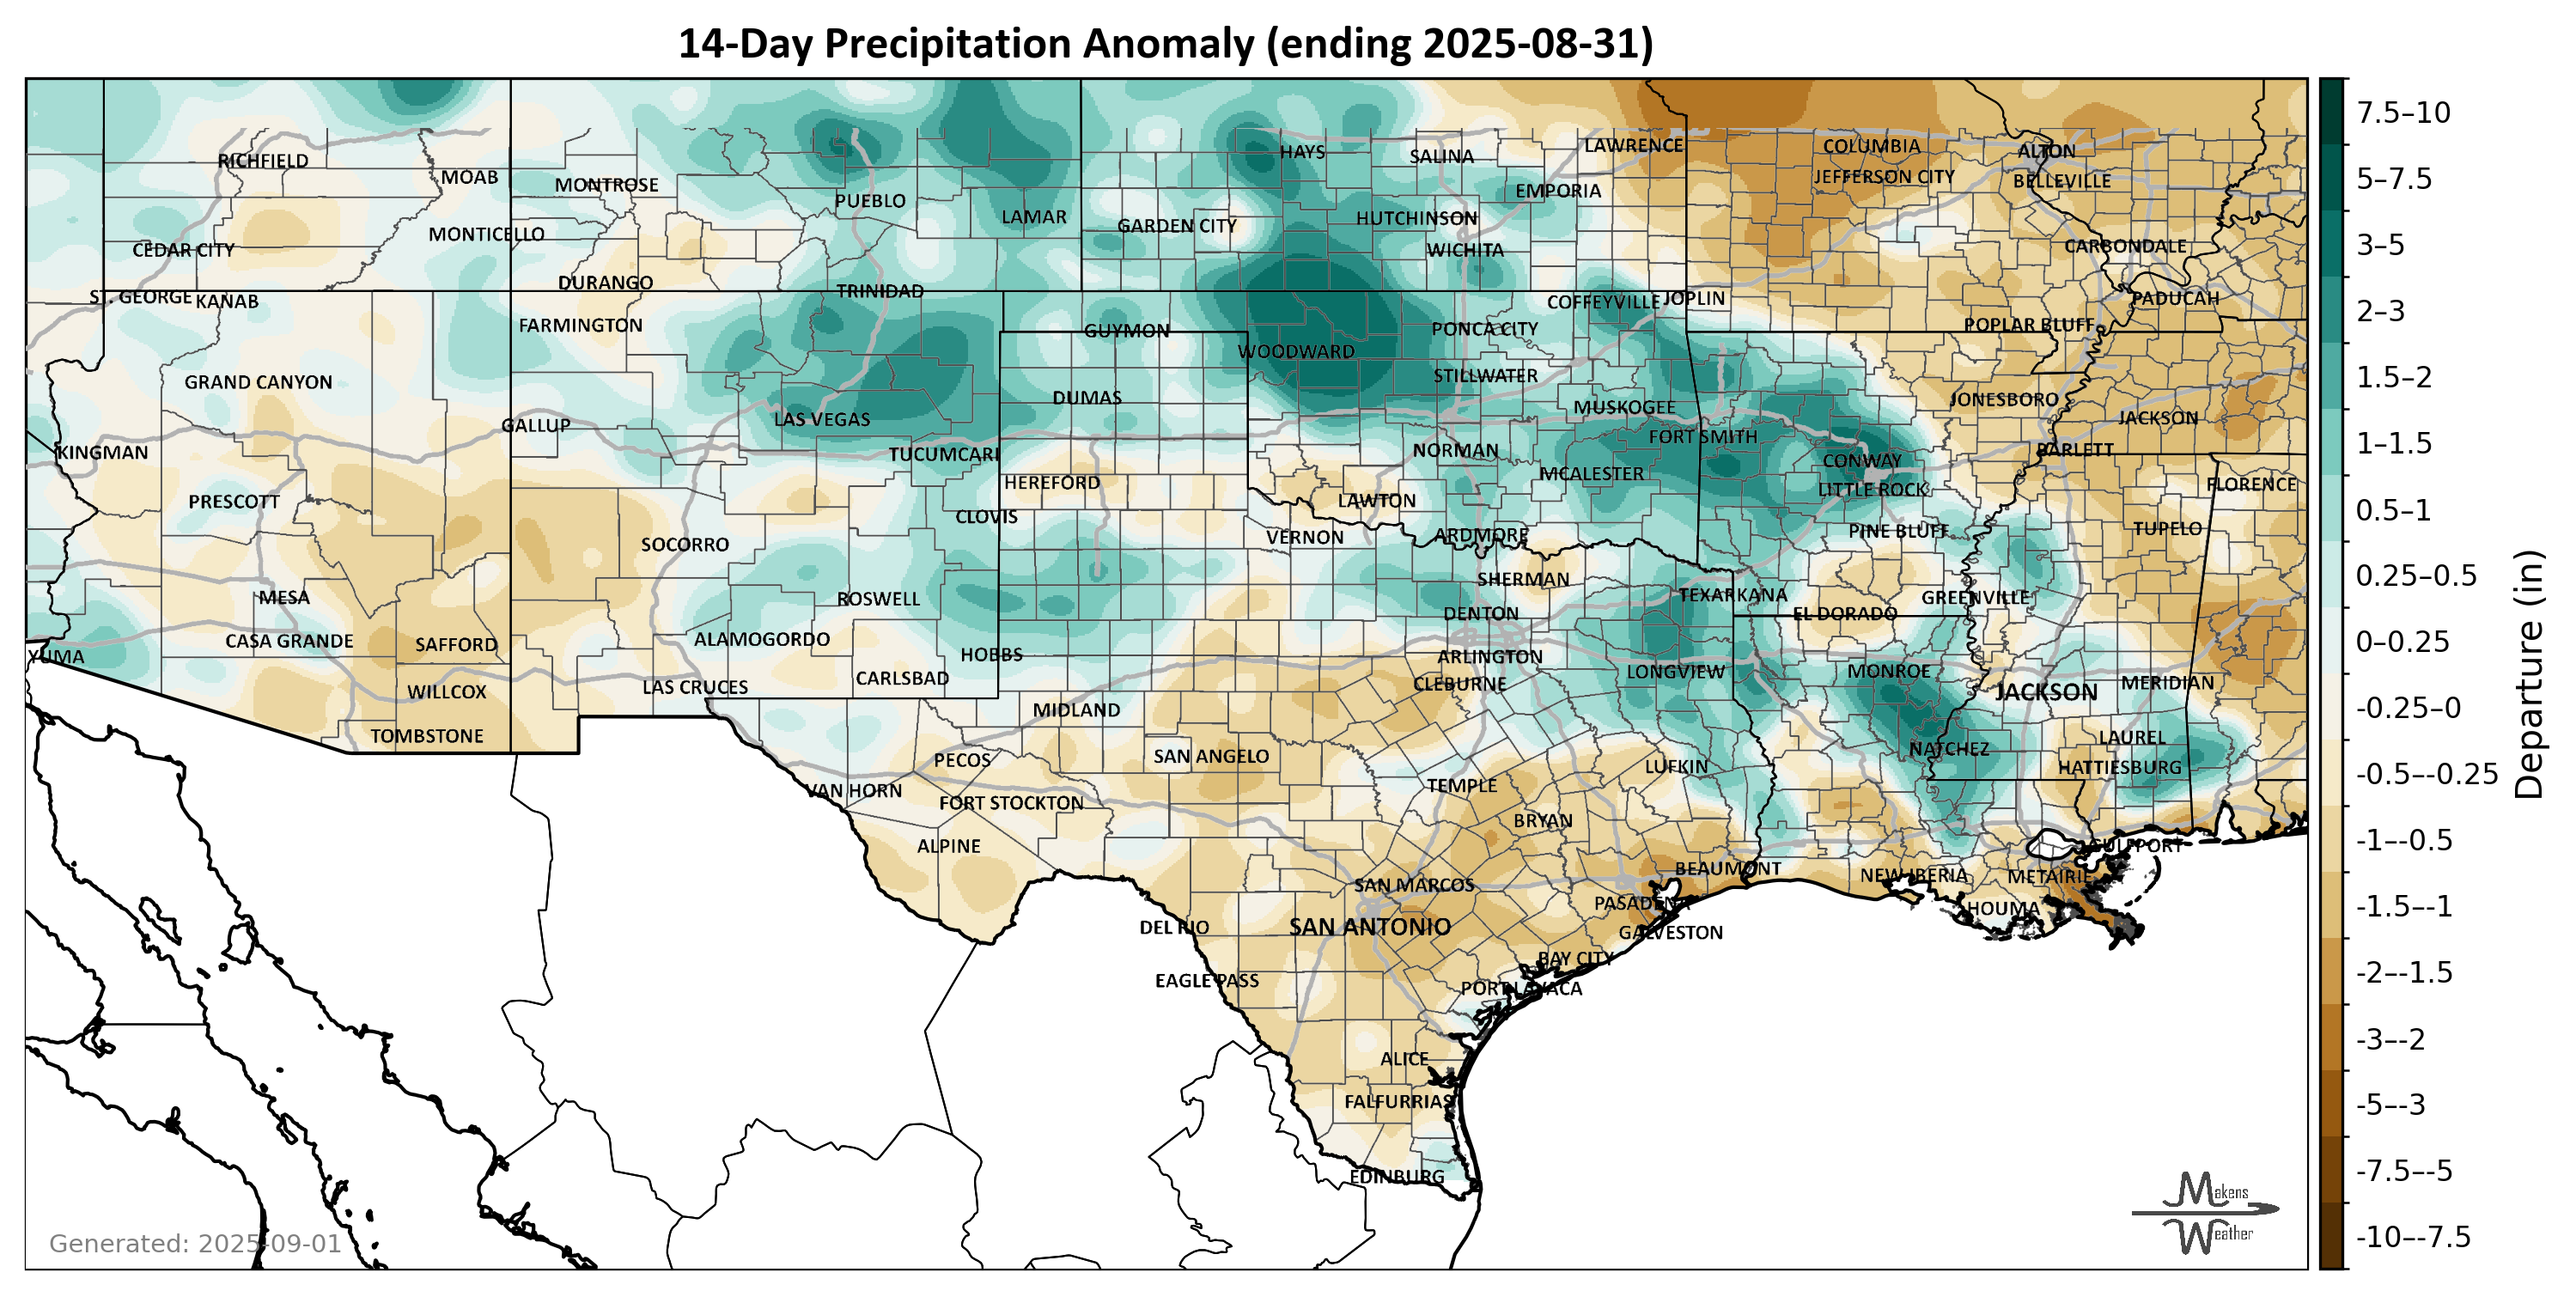 14-Day Precipitation Anomaly (ending 2025-08-31)
HAYS
SALINA
LAWRENCE
COLUMBIA
ALTON
RICHFIELD
MOAB
MONTROSE
PUEBLO
LAMAR
EMPORIA
JEFFERSON CITY
BELLEVILLE
GARDEN CITY
HUTCHINSON
WICHITA
CEDAR CITY
MONTICELLO
CARBONDALE
DURANGO
TRINIDAD
ST. GEORGE
KANAB
COFFEYVILLE
JOPLIN
PADUCAH
FARMINGTON
GUYMON
PONCA CITY
POPLAR BLUFF
WOODWARD
GRAND CANYON
STILLWATER
DUMAS
MUSKOGEE
JONESBORO
JACKSON
GALLUP
LAS VEGAS
FORT SMITH
KINGMAN
TUCUMCARI
NORMAN
BARLETT
CONWAY
HEREFORD
MCALESTER
LITTLE ROCK
FLORENCE
PRESCOTT
LAWTON
CLOVIS
TUPELO
SOCORRO
VERNON
ARDMORE
PINE BLUFF
SHERMAN
MESA
ROSWELL
TEXARKANA
GREENVILLE
DENTON
EL DORADO
CASA GRANDE
SAFFORD
ALAMOGORDO
YUMA
HOBBS
ARLINGTON
LONGVIEW
MONROE
CARLSBAD
CLEBURNE
MERIDIAN
WILLCOX
LAS CRUCES
JACKSON
MIDLAND
TOMBSTONE
LAUREL
PECOS
SAN ANGELO
NATCHEZ
LUFKIN
HATTIESBURG
VAN HORN
FORT STOCKTON
TEMPLE
BRYAN
ALPINE
GULFPORT
BEAUMONT
NEW IBERIA
METAIRIE
SAN MARCOS
PASADENA
HOUMA
DEL RIO
SAN ANTONIO
GALVESTON
BAY CITY
EAGLE PASS
PORT LAVACA
ALICE
FALFURRIAS
EDINBURG
Generated: 2025-09-01
Makens
Weather
7.5–10
5–7.5
3–5
2–3
1.5–2
1–1.5
0.5–1
0.25–0.5
0–0.25
-0.25–0
-0.5–-0.25
-1–-0.5
-1.5–-1
-2–-1.5
-3–-2
-5–-3
-7.5–-5
-10–-7.5
Departure (in)